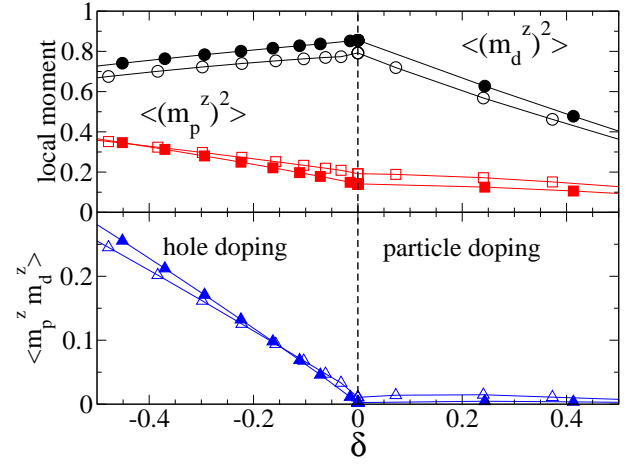 1
0.8
<(m_d^z)^2>
0.6
local moment
<(m_p^z)^2>
0.4
0.2
0
hole doping
particle doping
0.2
<m_p^z m_d^z>
0.1
0
-0.4
-0.2
0
0.2
0.4
δ